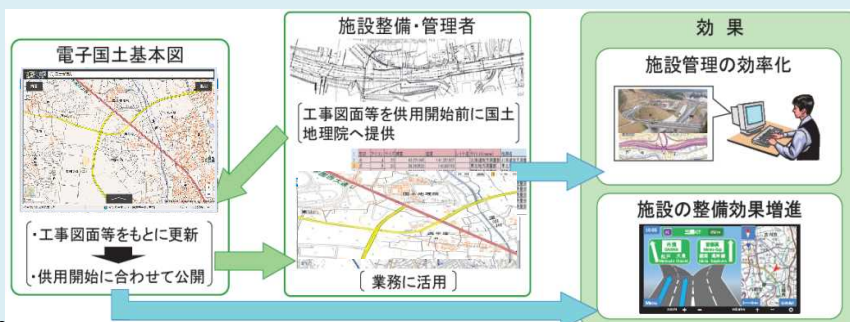 電子国土基本図
・工事図面等をもとに更新
・供用開始に合わせて公開
施設整備・管理者
工事図面等を供用開始前に国土
地理院へ提供
業務に活用
効 果
施設管理の効率化
施設の整備効果増進